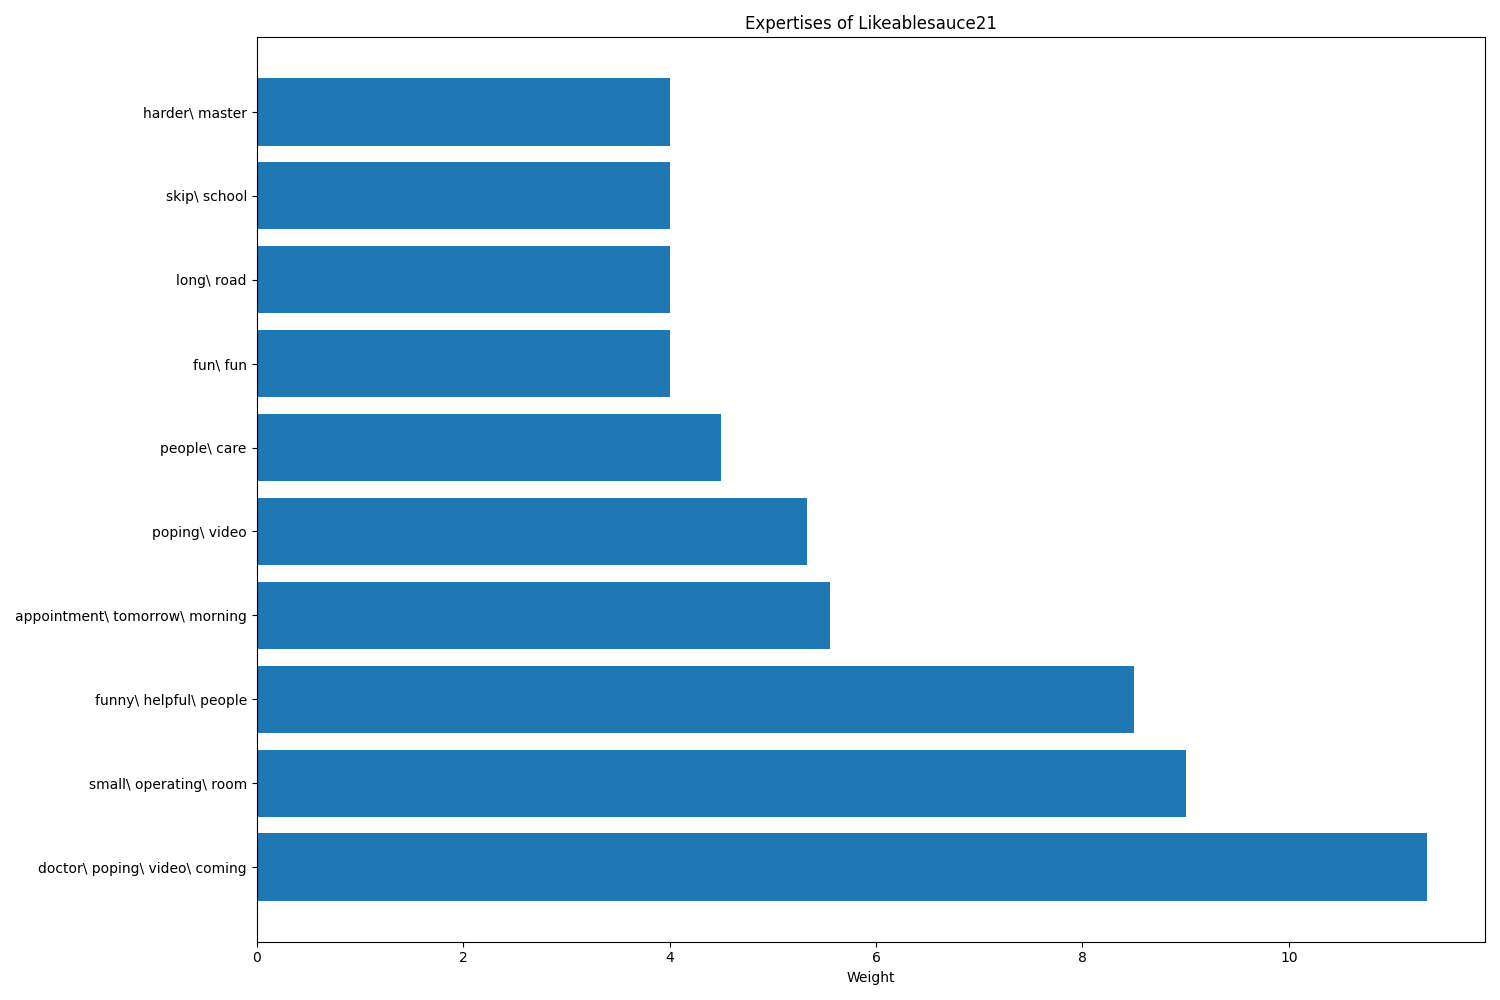 Expertises of Likeablesauce21
harder\ master
skip\ school
long\ road
fun\ fun
people\ care
poping\ video
appointment\ tomorrow\ morning
funny\ helpful\ people
small\ operating\ room
doctor\ poping\ video\ coming
0 2 4 6 8 10
Weight